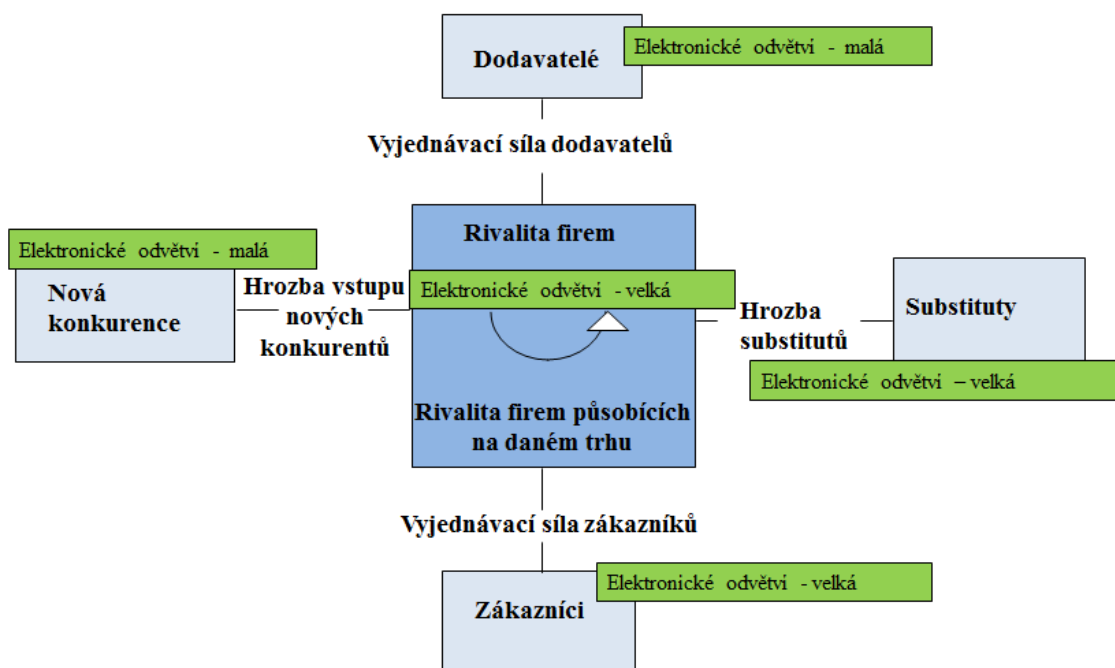 Dodavatelé
Elektronické odvětví - malá
Vyjednávací síla dodavatelů
Rivalita firem
Elektronické odvětví - malá
Nová
konkurence
Hrozba vstupu
nových
konkurentů
Elektronické odvětví - velká
Hrozba
substitutů
Substituty
Elektronické odvětví – velká
Rivalita firem působících
na daném trhu
Vyjednávací síla zákazníků
Elektronické odvětví - velká
Zákazníci